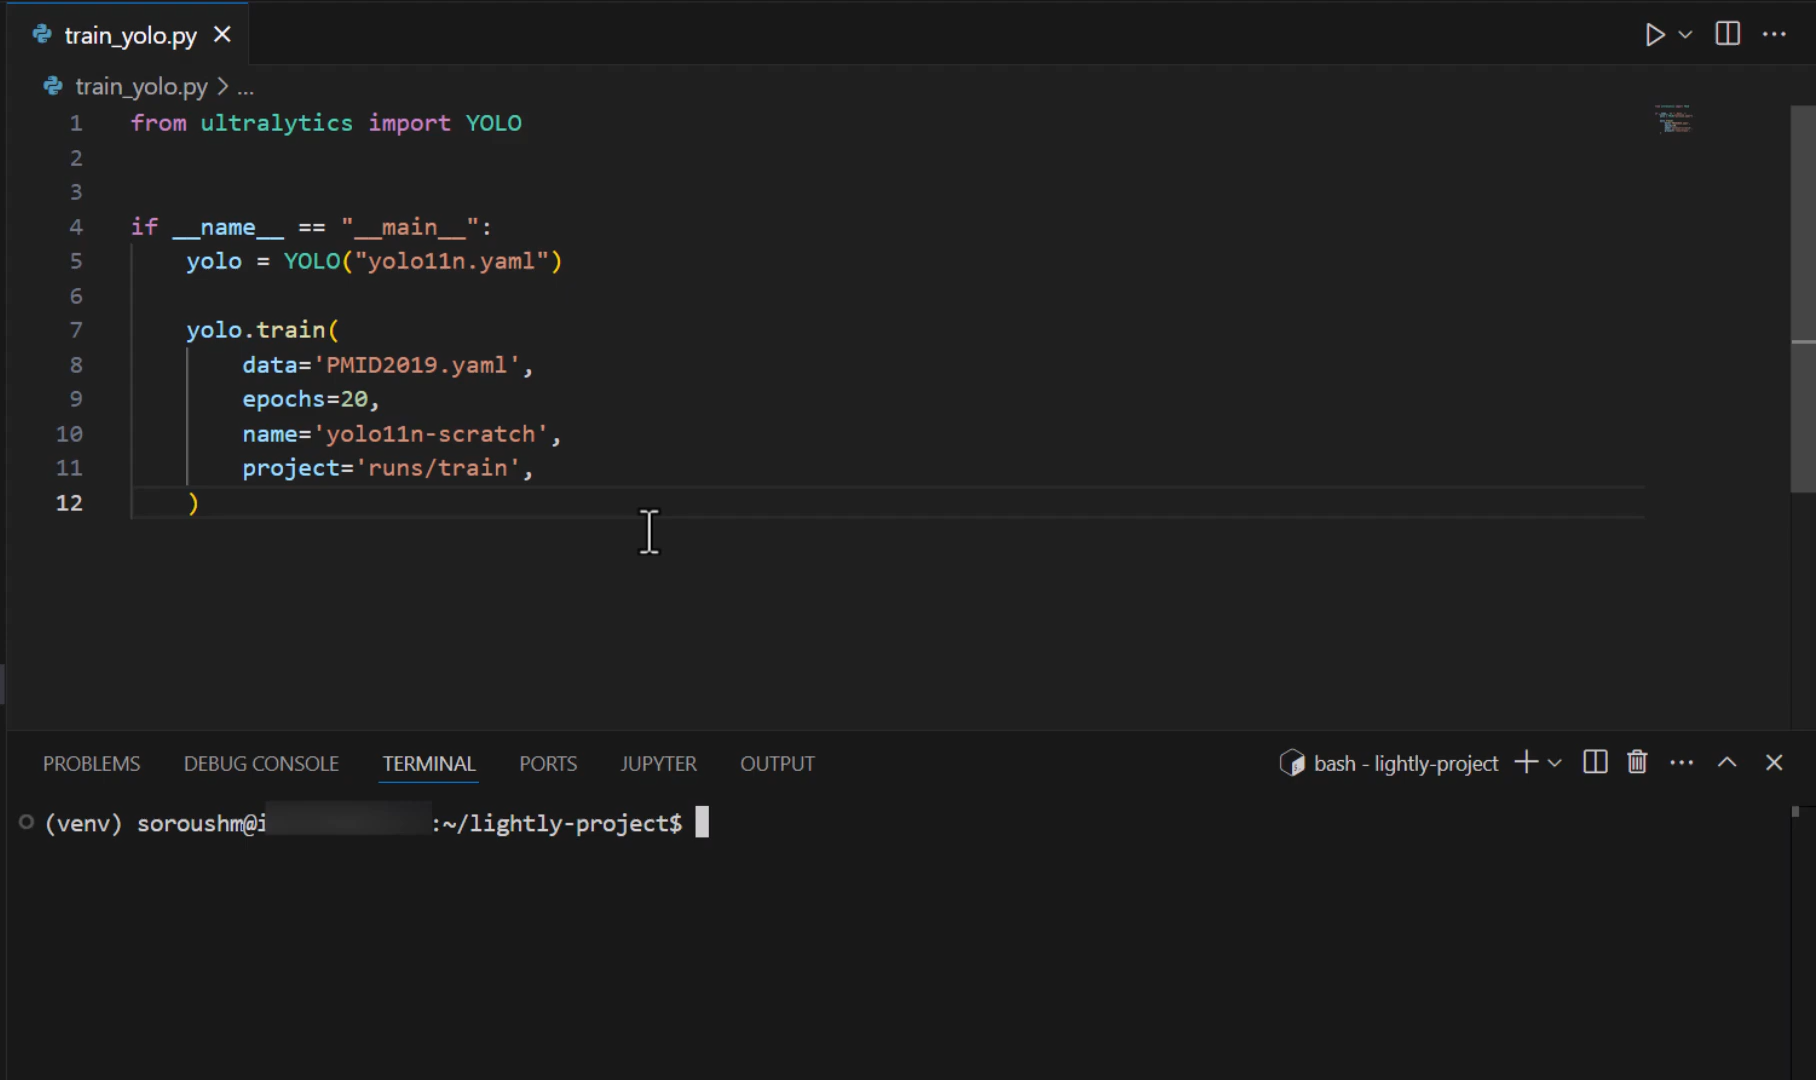 train_yolo.py
train_yolo.py > ...
1 from ultralytics import YOLO
2
3
4 if __name__ == "__main__":
5     yolo = YOLO("yolo11n.yaml")
6
7     yolo.train(
8         data='PMID2019.yaml',
9         epochs=20,
10         name='yolo11n-scratch',
11         project='runs/train',
12     )
PROBLEMS DEBUG CONSOLE TERMINAL PORTS JUPYTER OUTPUT bash - lightly-project
(venv) soroushm@i :~/lightly-project$